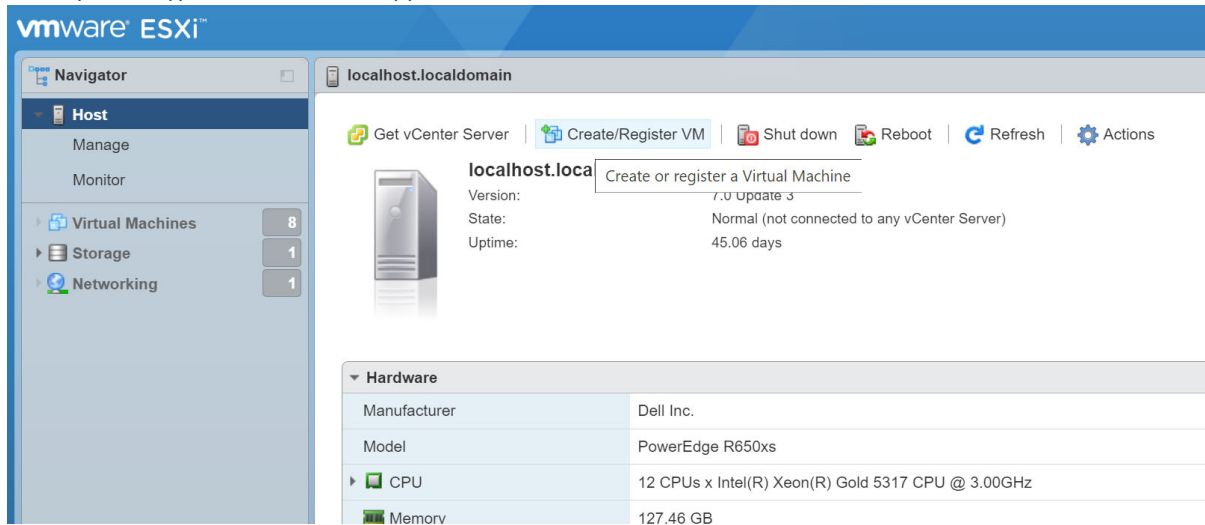 vmware® ESXi™
Navigator
Host
Manage
Monitor
Virtual Machines 8
Storage 1
Networking 1
localhost.localdomain
Get vCenter Server Create/Register VM Shut down Reboot Refresh Actions
localhost.loca
Create or register a Virtual Machine
Version: 7.0 Update 3
State: Normal (not connected to any vCenter Server)
Uptime: 45.06 days
Hardware
Manufacturer Dell Inc.
Model PowerEdge R650xs
CPU 12 CPUs x Intel(R) Xeon(R) Gold 5317 CPU @ 3.00GHz
Memory 127.46 GB